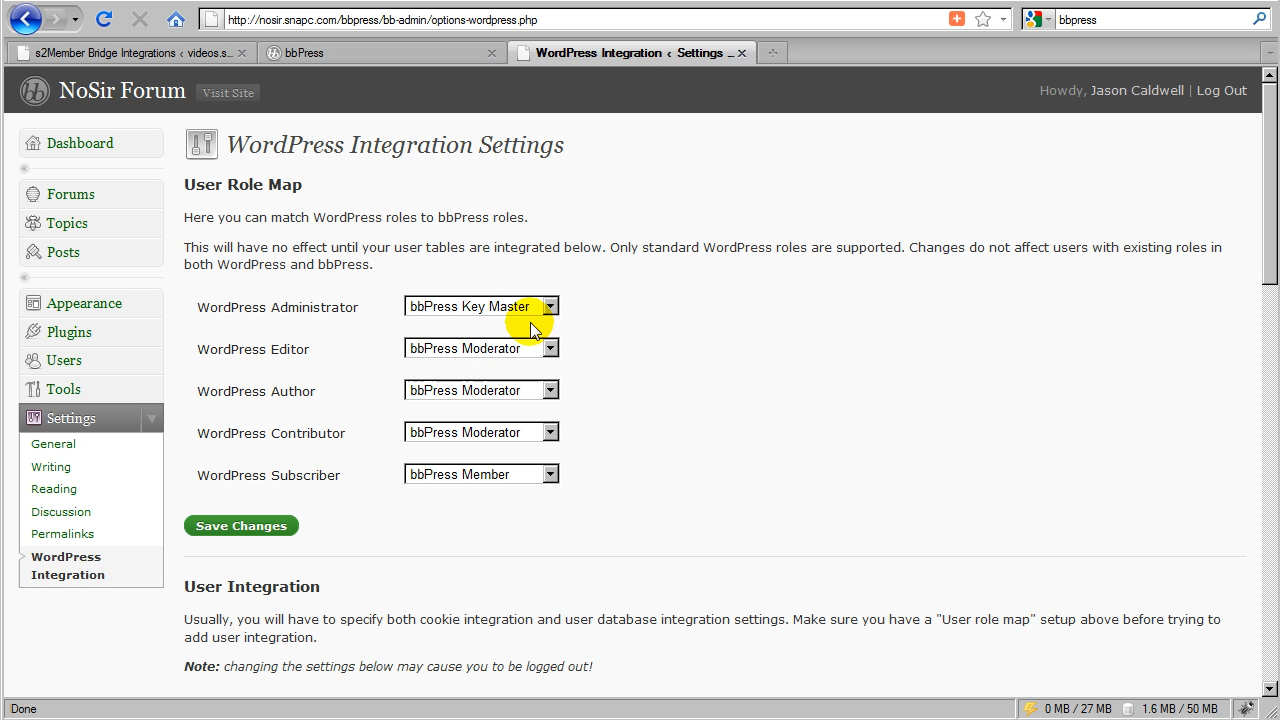 http://nosir.snapc.com/bbpress/bb-admin/options-wordpress.php
bbpress
s2Member Bridge Integrations ‹ videos.s...
bbPress
WordPress Integration ‹ Settings ...
bb NoSir Forum Visit Site
Howdy, Jason Caldwell | Log Out
Dashboard
Forums
Topics
Posts
Appearance
Plugins
Users
Tools
Settings
General
Writing
Reading
Discussion
Permalinks
WordPress
Integration
WordPress Integration Settings
User Role Map
Here you can match WordPress roles to bbPress roles.
This will have no effect until your user tables are integrated below. Only standard WordPress roles are supported. Changes do not affect users with existing roles in
both WordPress and bbPress.
WordPress Administrator bbPress Key Master
WordPress Editor bbPress Moderator
WordPress Author bbPress Moderator
WordPress Contributor bbPress Moderator
WordPress Subscriber bbPress Member
Save Changes
User Integration
Usually, you will have to specify both cookie integration and user database integration settings. Make sure you have a "User role map" setup above before trying to
add user integration.
Note: changing the settings below may cause you to be logged out!
Done
0 MB / 27 MB
1.6 MB / 50 MB